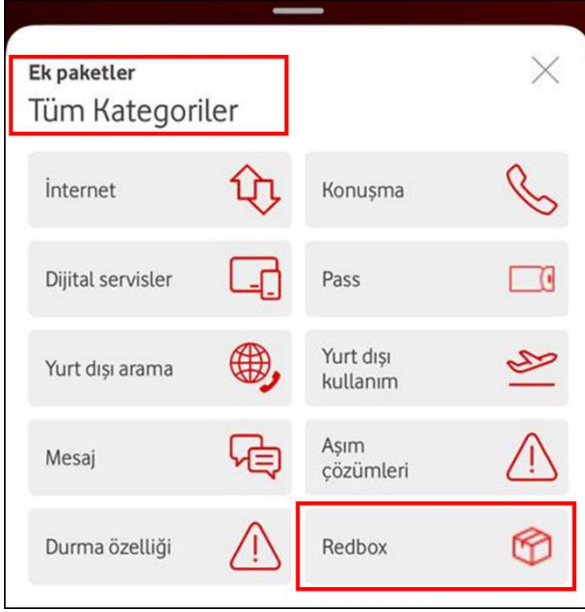 Ek paketler
Tüm Kategoriler
İnternet
Konuşma
Dijital servisler
Pass
Yurt dışı arama
Yurt dışı
kullanım
Mesaj
Aşım
çözümleri
Durma özelliği
Redbox